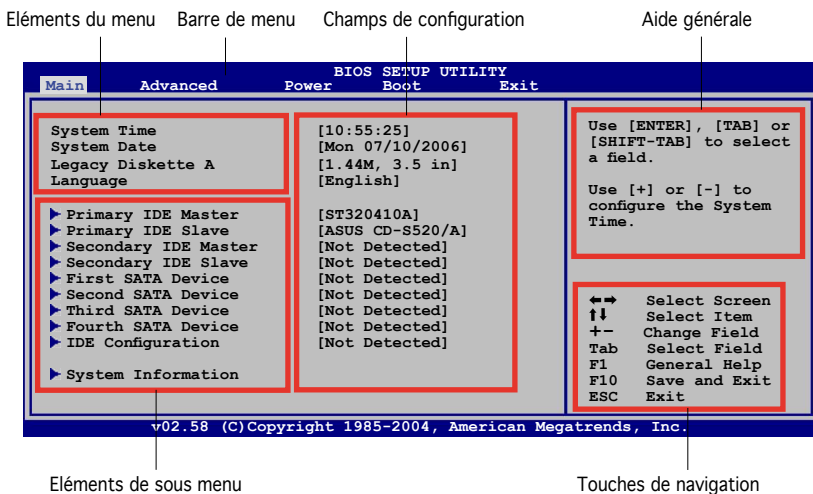 Eléments du menu Barre de menu Champs de configuration Aide générale
BIOS SETUP UTILITY
Main Advanced Power Boot Exit
System Time [10:55:25]
System Date [Mon 07/10/2006]
Legacy Diskette A [1.44M, 3.5 in]
Language [English]
Primary IDE Master [ST320410A]
Primary IDE Slave [ASUS CD-S520/A]
Secondary IDE Master [Not Detected]
Secondary IDE Slave [Not Detected]
First SATA Device [Not Detected]
Second SATA Device [Not Detected]
Third SATA Device [Not Detected]
Fourth SATA Device [Not Detected]
IDE Configuration [Not Detected]
System Information
Use [ENTER], [TAB] or
[SHIFT-TAB] to select
a field.
Use [+] or [-] to
configure the System
Time.
←→ Select Screen
↑↓ Select Item
+- Change Field
Tab Select Field
F1 General Help
F10 Save and Exit
ESC Exit
v02.58 (C)Copyright 1985-2004, American Megatrends, Inc.
Eléments de sous menu Touches de navigation